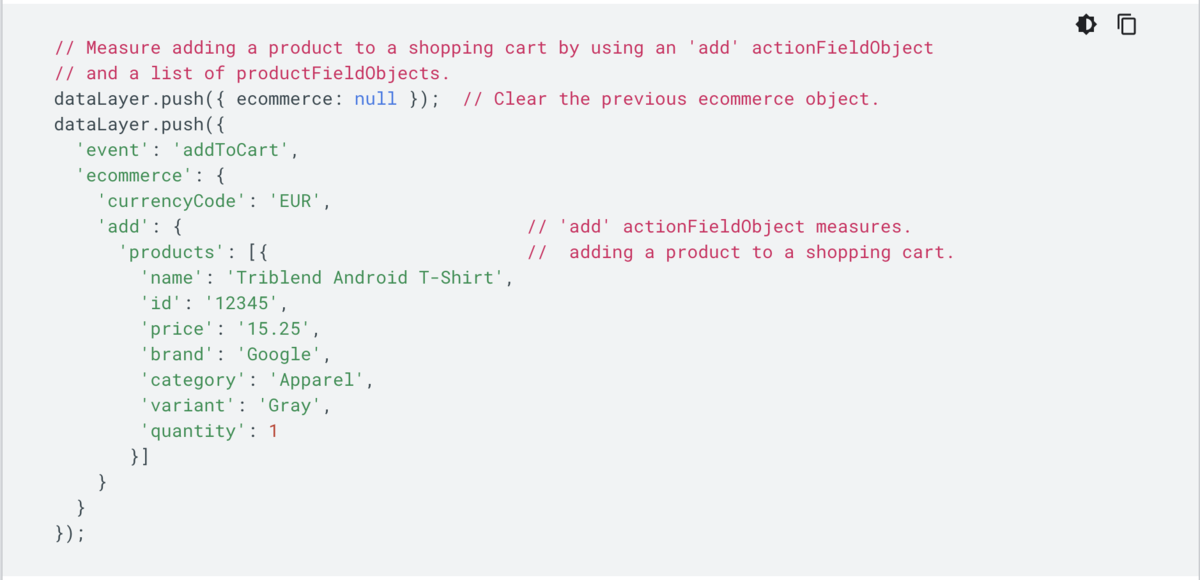 // Measure adding a product to a shopping cart by using an 'add' actionFieldObject
// and a list of productFieldObjects.
dataLayer.push({ ecommerce: null });  // Clear the previous ecommerce object.
dataLayer.push({
  'event': 'addToCart',
  'ecommerce': {
    'currencyCode': 'EUR',
    'add': {                                // 'add' actionFieldObject measures.
      'products': [{                        //  adding a product to a shopping cart.
        'name': 'Triblend Android T-Shirt',
        'id': '12345',
        'price': '15.25',
        'brand': 'Google',
        'category': 'Apparel',
        'variant': 'Gray',
        'quantity': 1
       }]
    }
  }
});